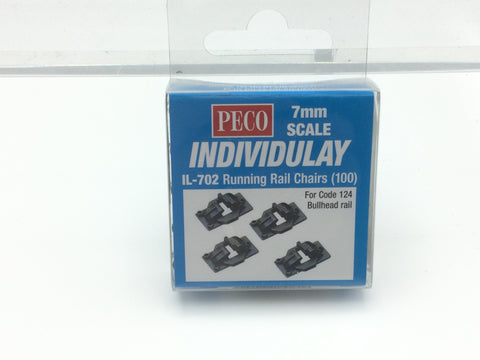 PECO
7mm
SCALE
INDIVIDULAY
IL-702 Running Rail Chairs (100)
For Code 124
Bullhead rail